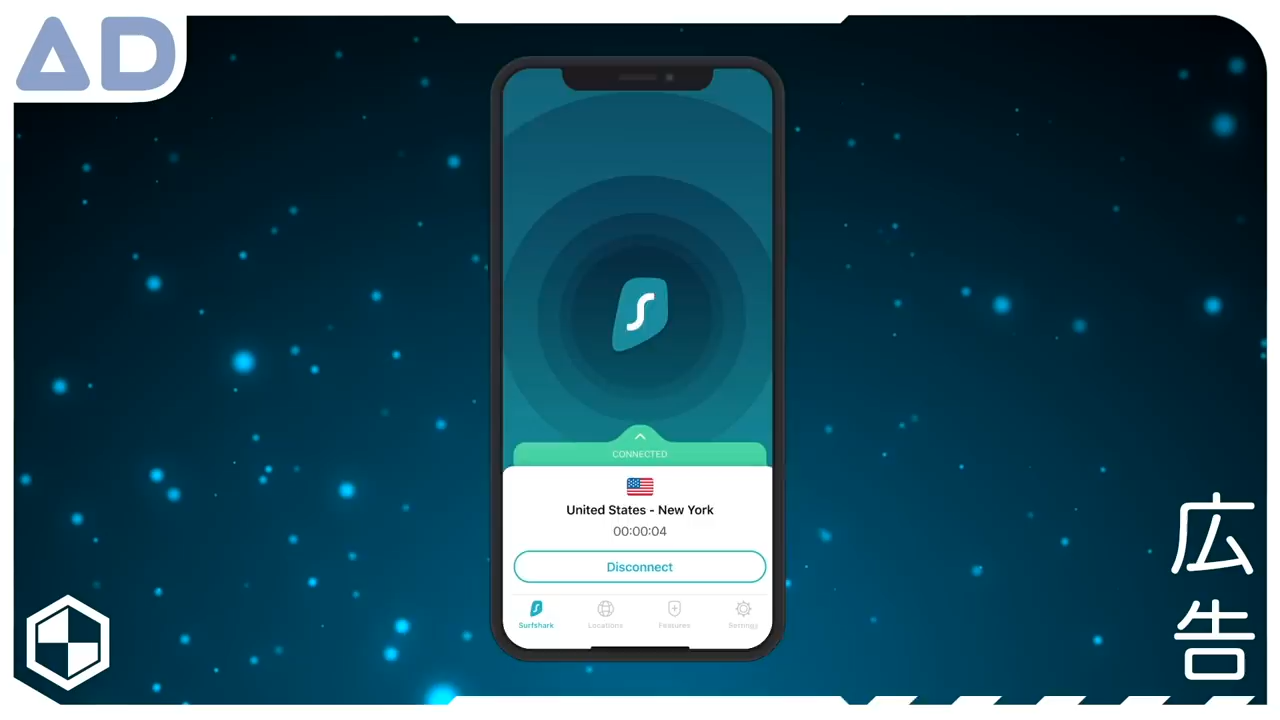 AD
CONNECTED
United States - New York
00:00:04
Disconnect
Surfshark
Locations
Features
Settings
広
告